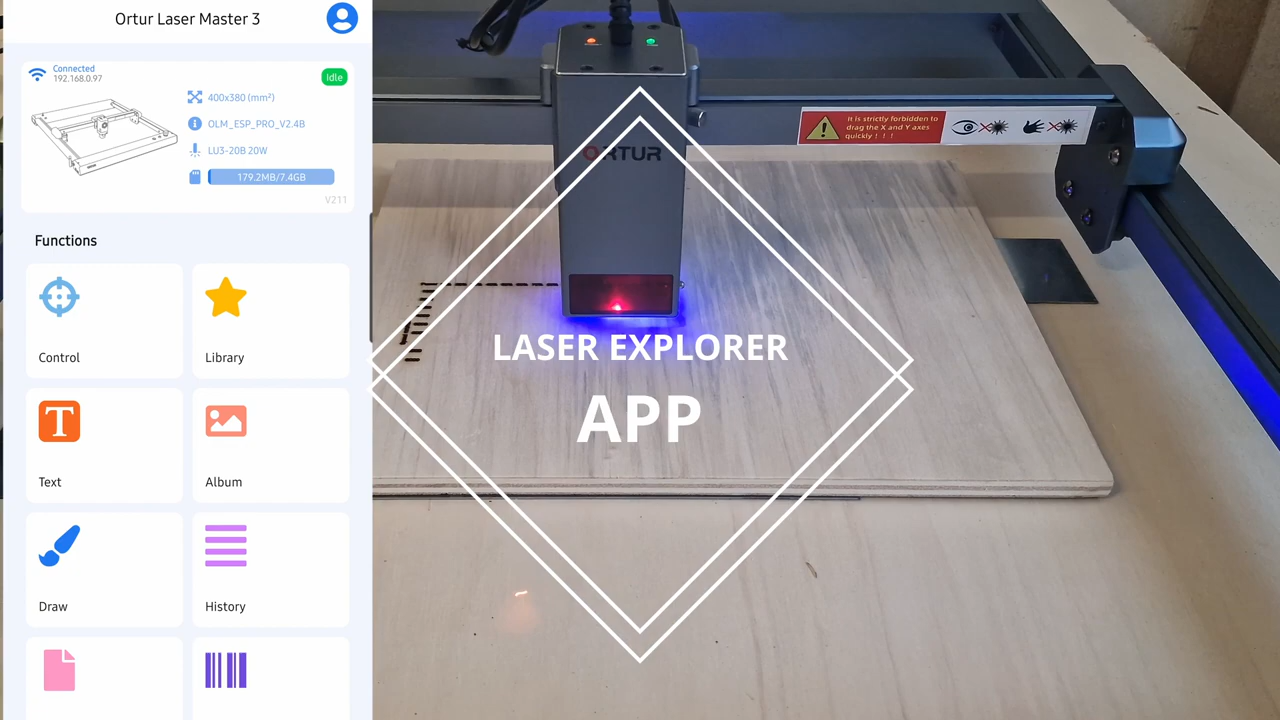 Ortur Laser Master 3
Connected
192.168.0.97
Idle
400x380 (mm²)
OLM_ESP_PRO_V2.4B
LU3-20B 20W
179.2MB/7.4GB
V211
Functions
Control
Library
Text
T
Album
Draw
History
ORTUR
It is strictly forbidden to
drag the X and Y axes
quickly ! ! !
LASER EXPLORER
APP